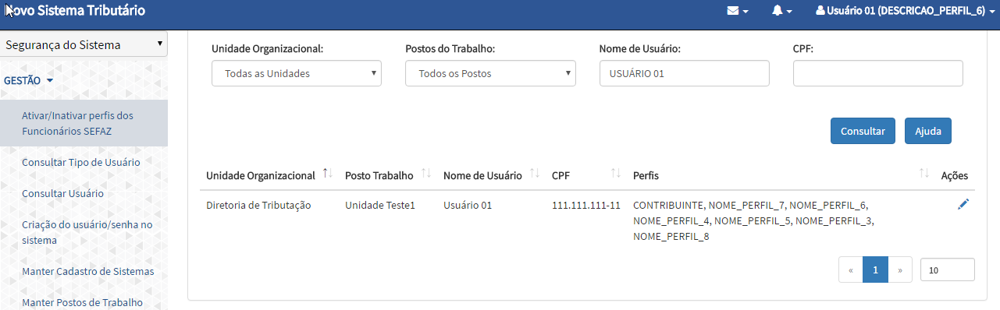 Novo Sistema Tributário
Usuário 01 (DESCRICAO_PERFIL_6)
Segurança do Sistema
GESTÃO
Ativar/Inativar perfis dos
Funcionários SEFAZ
Consultar Tipo de Usuário
Consultar Usuário
Criação do usuário/senha no
sistema
Manter Cadastro de Sistemas
Manter Postos de Trabalho
Unidade Organizacional: Postos do Trabalho: Nome de Usuário: CPF:
Todas as Unidades Todos os Postos USUÁRIO 01
Consultar Ajuda
Unidade Organizacional Posto Trabalho Nome de Usuário CPF Perfis Ações
Diretoria de Tributação Unidade Teste1 Usuário 01 111.111.111-11 CONTRIBUINTE, NOME_PERFIL_7, NOME_PERFIL_6,
NOME_PERFIL_4, NOME_PERFIL_5, NOME_PERFIL_3,
NOME_PERFIL_8
« 1 » 10